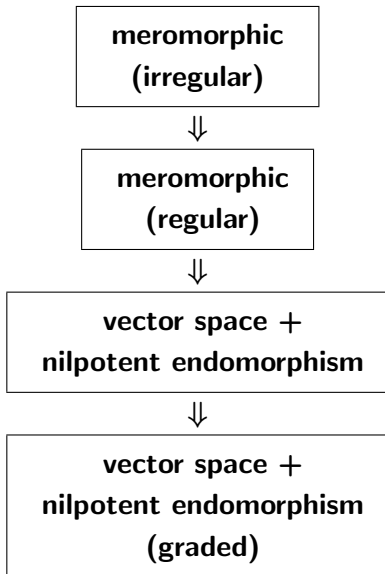 meromorphic
(irregular)
⇓
meromorphic
(regular)
⇓
vector space +
nilpotent endomorphism
⇓
vector space +
nilpotent endomorphism
(graded)